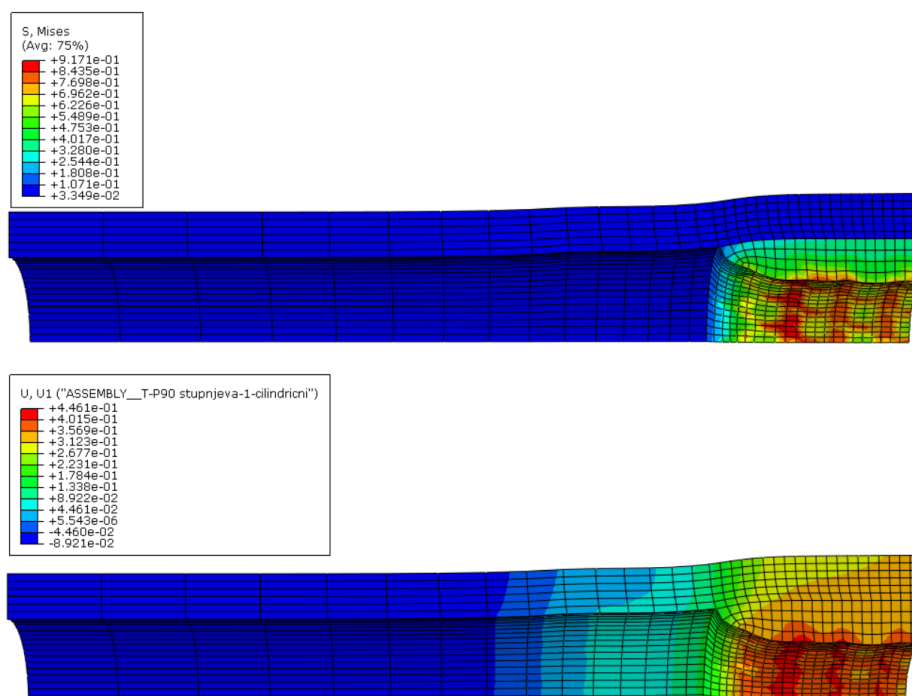 S, Mises
(Avg: 75%)
+9.171e-01
+8.435e-01
+7.698e-01
+6.962e-01
+6.226e-01
+5.489e-01
+4.753e-01
+4.017e-01
+3.280e-01
+2.544e-01
+1.808e-01
+1.071e-01
+3.349e-02
U, U1 ("ASSEMBLY__T-P90 stupnjeva-1-cilindricni")
+4.461e-01
+4.015e-01
+3.569e-01
+3.123e-01
+2.677e-01
+2.231e-01
+1.784e-01
+1.338e-01
+8.922e-02
+4.461e-02
+5.543e-06
-4.460e-02
-8.921e-02